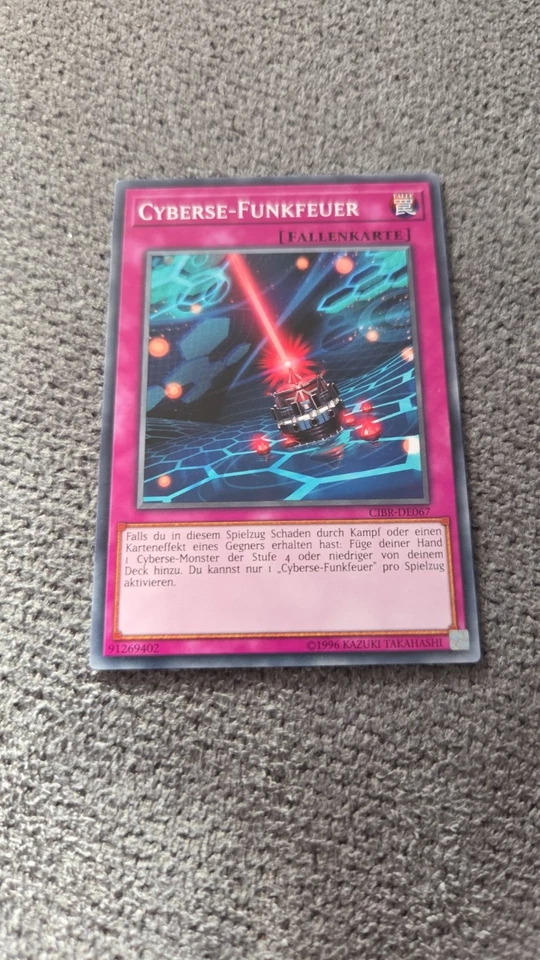 CYBERSE-FUNKFEUER
FALLE
罠
[FALLENKARTE]
CIBR-DE067
Falls du in diesem Spielzug Schaden durch Kampf oder einen
Karteneffekt eines Gegners erhalten hast: Füge deiner Hand
1 Cyberse-Monster der Stufe 4 oder niedriger von deinem
Deck hinzu. Du kannst nur 1 „Cyberse-Funkfeuer" pro Spielzug
aktivieren.
91269402
©1996 KAZUKI TAKAHASHI